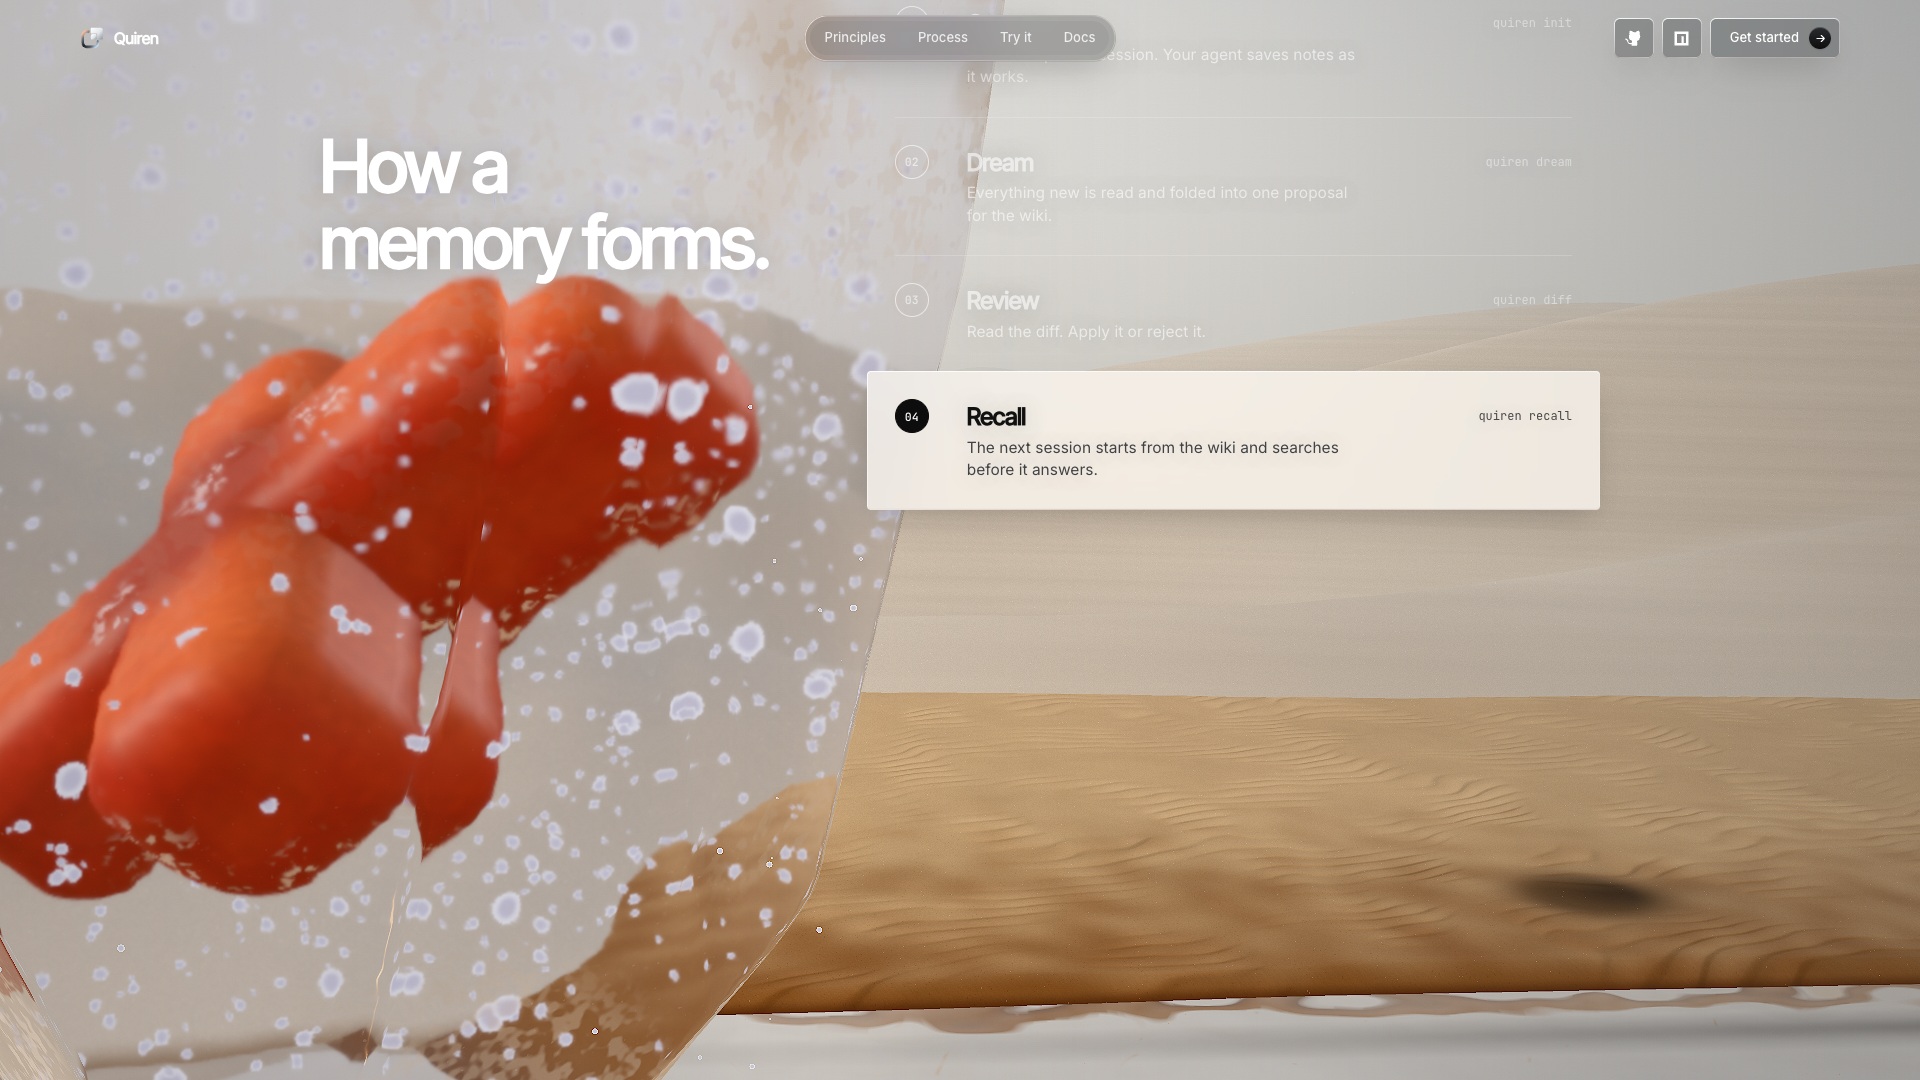 Quiren
Principles
Process
Try it
Docs
Get started
How a
memory forms.
quiren init
ession. Your agent saves notes as
it works.
02
Dream
quiren dream
Everything new is read and folded into one proposal
for the wiki.
03
Review
quiren diff
Read the diff. Apply it or reject it.
04
Recall
quiren recall
The next session starts from the wiki and searches
before it answers.